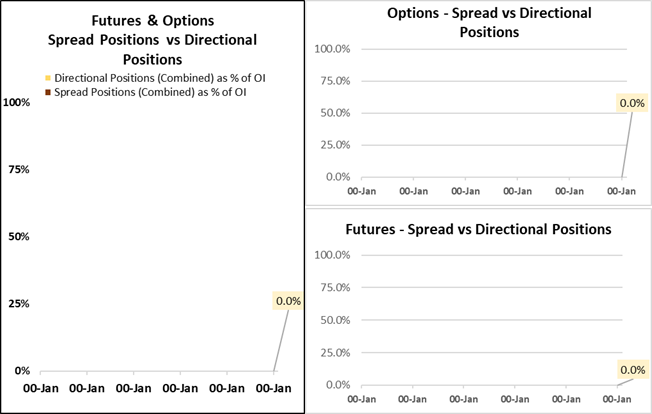 Futures & Options
Spread Positions vs Directional
Positions
Directional Positions (Combined) as % of OI
Spread Positions (Combined) as % of OI
100%
75%
50%
25%
0%
0.0%
00-Jan 00-Jan 00-Jan 00-Jan 00-Jan 00-Jan
Options - Spread vs Directional
Positions
100.0%
75.0%
50.0%
25.0%
0.0%
0.0%
00-Jan 00-Jan 00-Jan 00-Jan 00-Jan 00-Jan
Futures - Spread vs Directional Positions
100.0%
75.0%
50.0%
25.0%
0.0%
0.0%
00-Jan 00-Jan 00-Jan 00-Jan 00-Jan 00-Jan